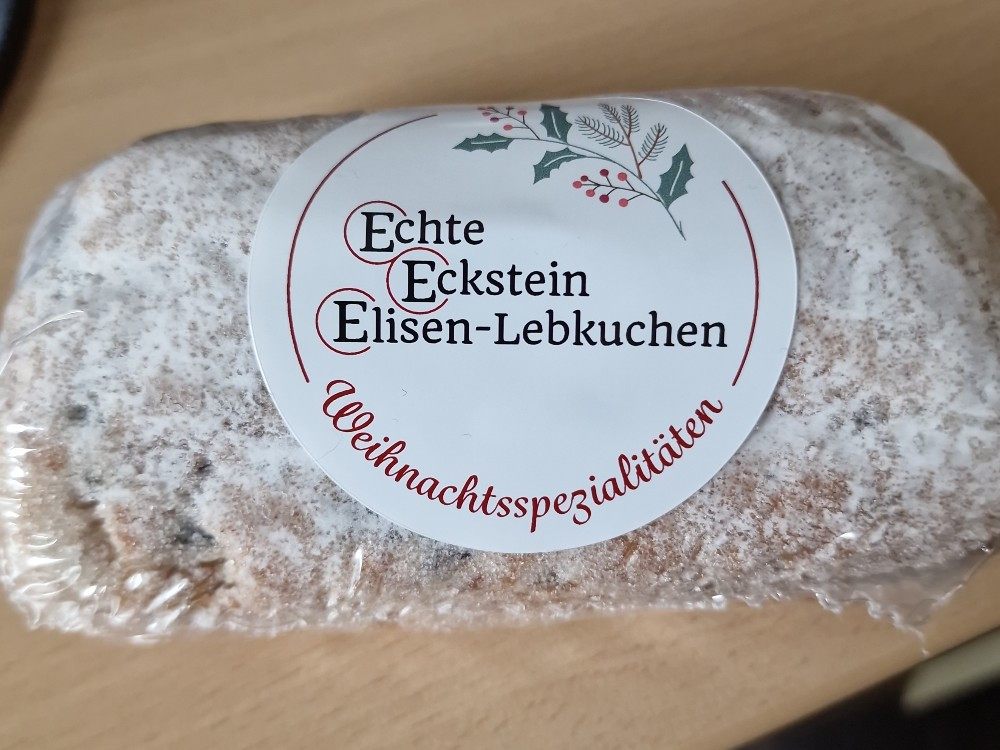 Echte
Eckstein
Elisen-Lebkuchen
Weihnachtsspezialitäten